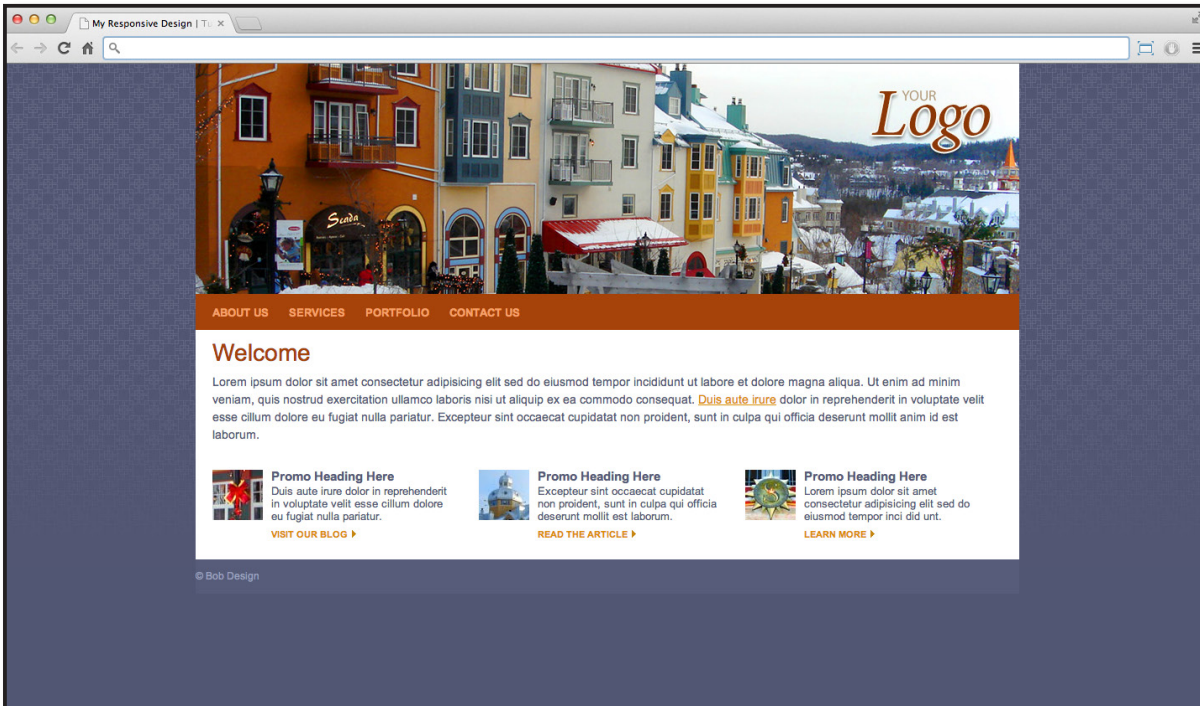 My Responsive Design | Tu
YOUR
Logo
Scada
ABOUT US SERVICES PORTFOLIO CONTACT US
Welcome
Lorem ipsum dolor sit amet consectetur adipisicing elit sed do eiusmod tempor incididunt ut labore et dolore magna aliqua. Ut enim ad minim
veniam, quis nostrud exercitation ullamco laboris nisi ut aliquip ex ea commodo consequat. Duis aute irure dolor in reprehenderit in voluptate velit
esse cillum dolore eu fugiat nulla pariatur. Excepteur sint occaecat cupidatat non proident, sunt in culpa qui officia deserunt mollit anim id est
laborum.
Promo Heading Here
Duis aute irure dolor in reprehenderit
in voluptate velit esse cillum dolore
eu fugiat nulla pariatur.
VISIT OUR BLOG
Promo Heading Here
Excepteur sint occaecat cupidatat
non proident, sunt in culpa qui officia
deserunt mollit est laborum.
READ THE ARTICLE
Promo Heading Here
Lorem ipsum dolor sit amet
consectetur adipisicing elit sed do
eiusmod tempor inci did unt.
LEARN MORE
© Bob Design